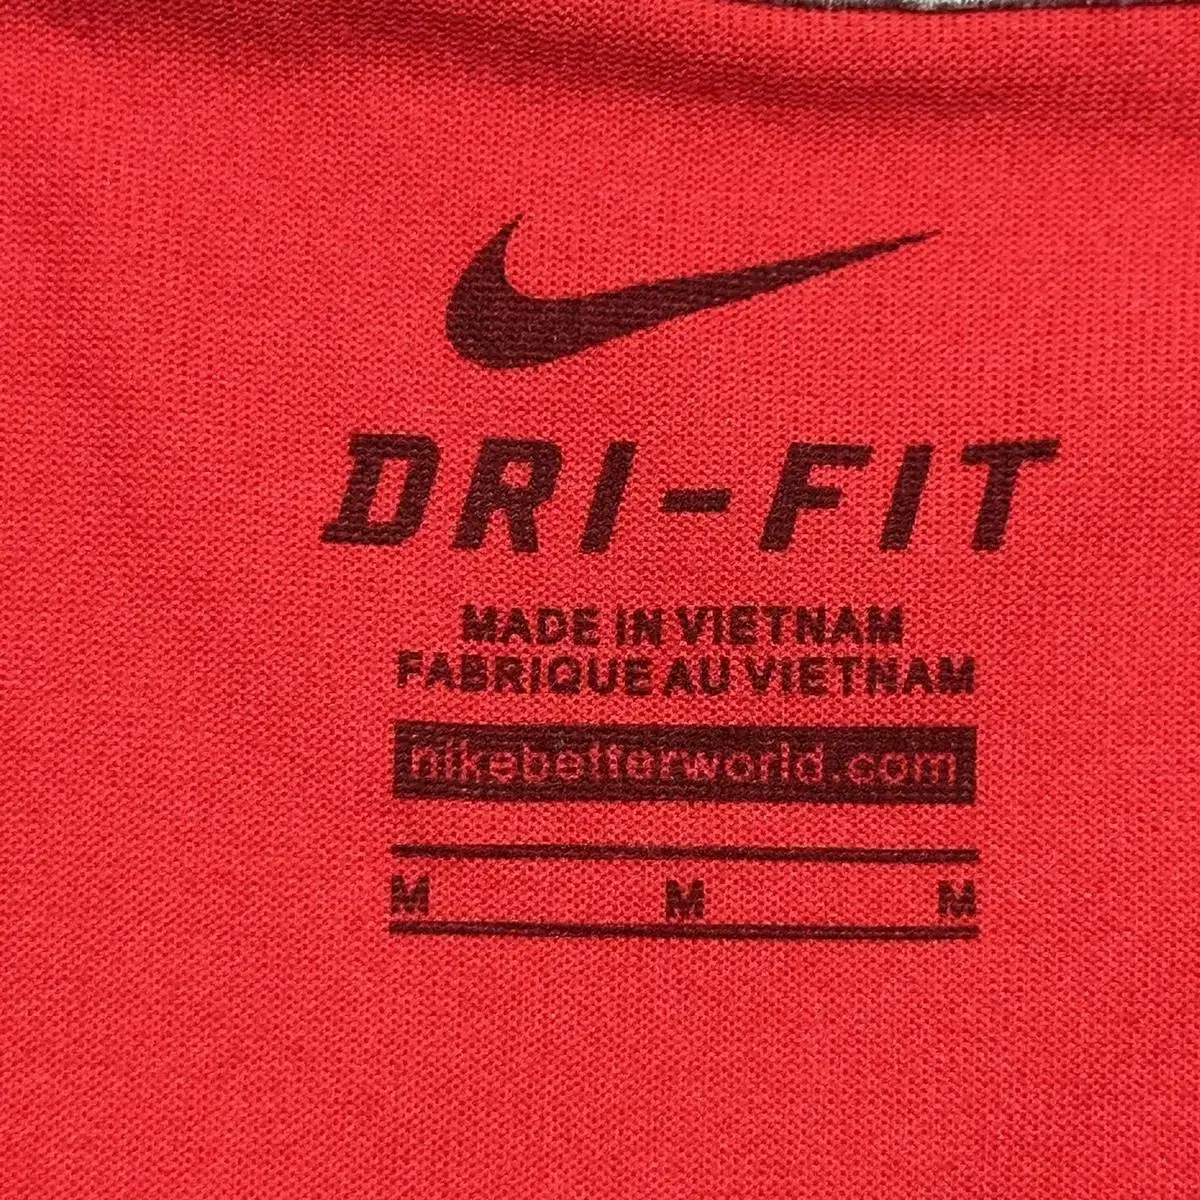 DRI-FIT
MADE IN VIETNAM
FABRIQUE AU VIETNAM
nikebetterworld.com
M M M